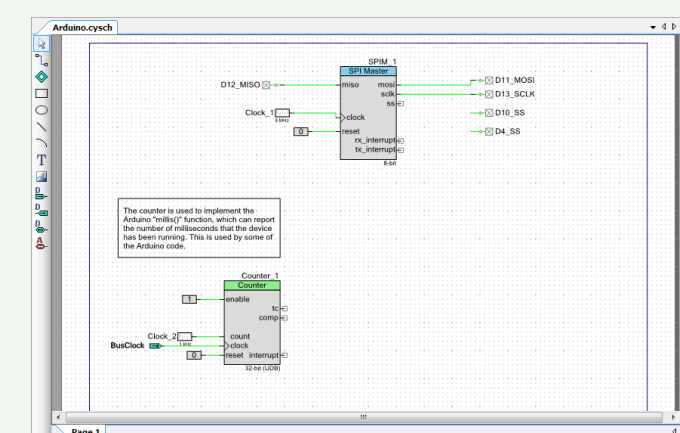 Arduino.cysch
SPIM_1
SPI Master
D12_MISO
miso
mosi
D11_MOSI
sclk
D13_SCLK
ss
Clock_1
clock
D10_SS
0
reset
D4_SS
rx_interrupt
tx_interrupt
8-bit
T
D
D
D
A
The counter is used to implement the
Arduino "millis()" function, which can report
the number of milliseconds that the device
has been running. This is used by some of
the Arduino code.
Counter_1
Counter
1
enable
tc
comp
Clock_2
count
BusClock
1 kHz
clock
0
reset
interrupt
32-bit (UDB)
Page 1